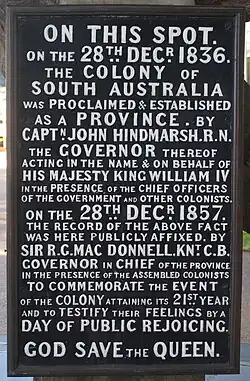 ON THIS SPOT.
ON THE 28TH DECR 1836.
THE COLONY OF
SOUTH AUSTRALIA
WAS PROCLAIMED & ESTABLISHED
AS A PROVINCE. BY
CAPTN JOHN HINDMARSH. R.N.
THE GOVERNOR THEREOF
ACTING IN THE NAME & ON BEHALF OF
HIS MAJESTY KING WILLIAM IV
IN THE PRESENCE OF THE CHIEF OFFICERS
OF THE GOVERNMENT AND OTHER COLONISTS.
ON THE 28TH DECR 1857.
THE RECORD OF THE ABOVE FACT
WAS HERE PUBLICLY AFFIXED. BY
SIR R.G. MAC DONNELL. KNT. C.B.
GOVERNOR IN CHIEF OF THE PROVINCE
IN THE PRESENCE OF THE ASSEMBLED COLONISTS
TO COMMEMORATE THE EVENT
OF THE COLONY ATTAINING ITS 21ST YEAR
AND TO TESTIFY THEIR FEELINGS BY A
DAY OF PUBLIC REJOICING.
GOD SAVE THE QUEEN.